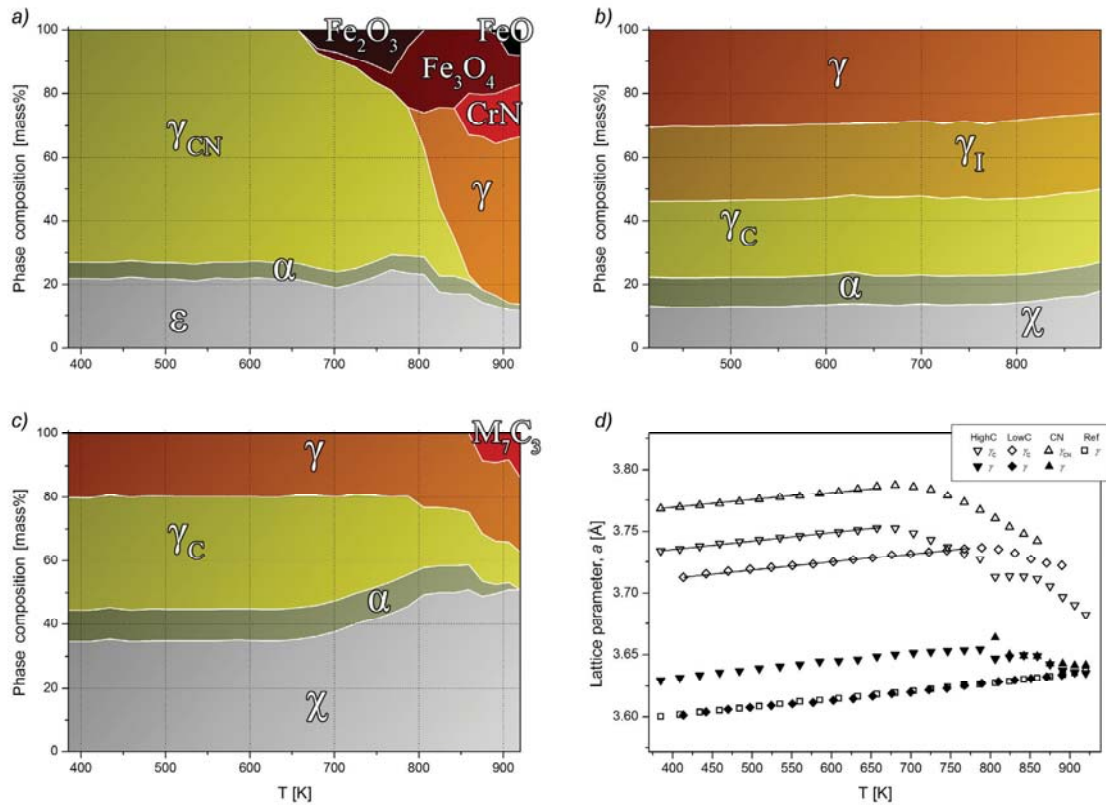 a)
Phase composition [mass%]
100
80
60
40
20
0
Fe₂O₃
FeO
Fe₃O₄
CrN
γCN
γ
α
ε
400 500 600 700 800 900
b)
Phase composition [mass%]
100
80
60
40
20
0
γ
γI
γC
α
χ
500 600 700 800
c)
Phase composition [mass%]
100
80
60
40
20
0
M₇C₃
γ
γC
α
χ
400 500 600 700 800 900
T [K]
d)
Lattice parameter, a [Å]
HighC LowC CN Ref
γC γC γCN γ
γ γ γ
3.80
3.75
3.70
3.65
3.60
400 450 500 550 600 650 700 750 800 850 900
T [K]